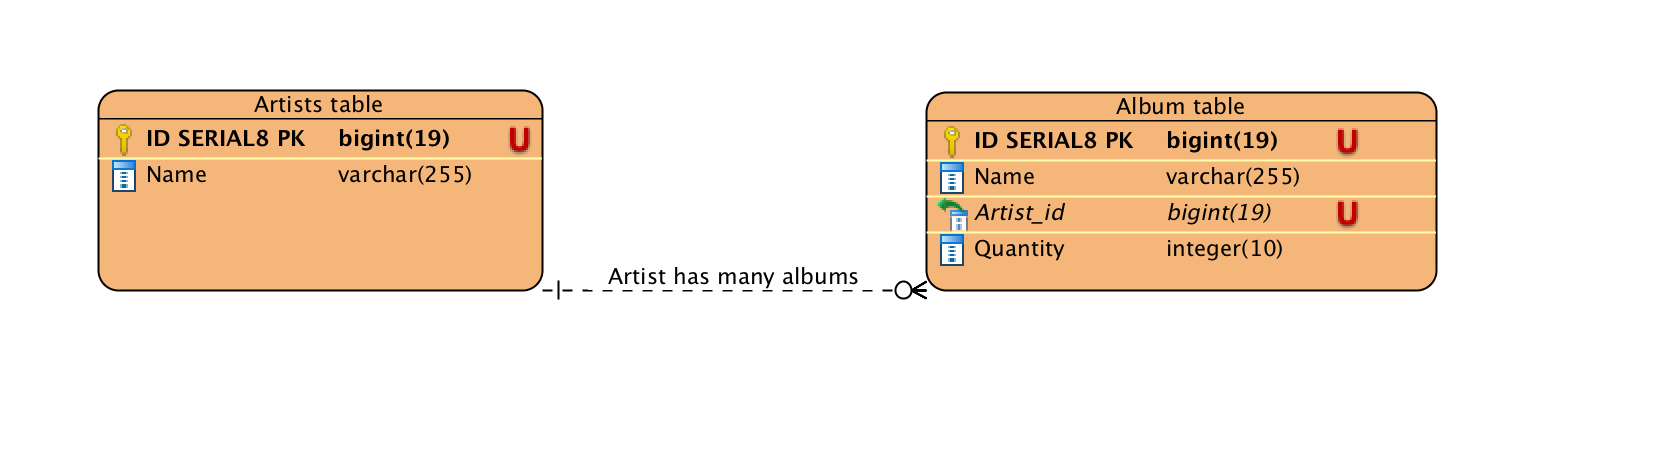 Artists table
ID SERIAL8 PK bigint(19) U
Name varchar(255)
Artist has many albums
Album table
ID SERIAL8 PK bigint(19) U
Name varchar(255)
Artist_id bigint(19) U
Quantity integer(10)